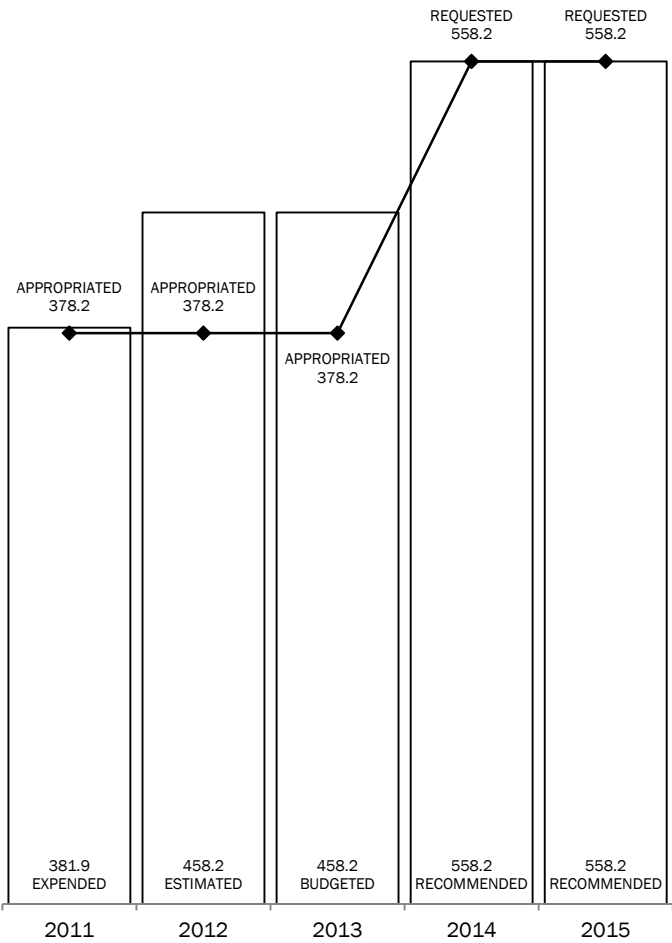 REQUESTED
558.2
REQUESTED
558.2
APPROPRIATED
378.2
APPROPRIATED
378.2
APPROPRIATED
378.2
381.9
EXPENDED
458.2
ESTIMATED
458.2
BUDGETED
558.2
RECOMMENDED
558.2
RECOMMENDED
2011
2012
2013
2014
2015